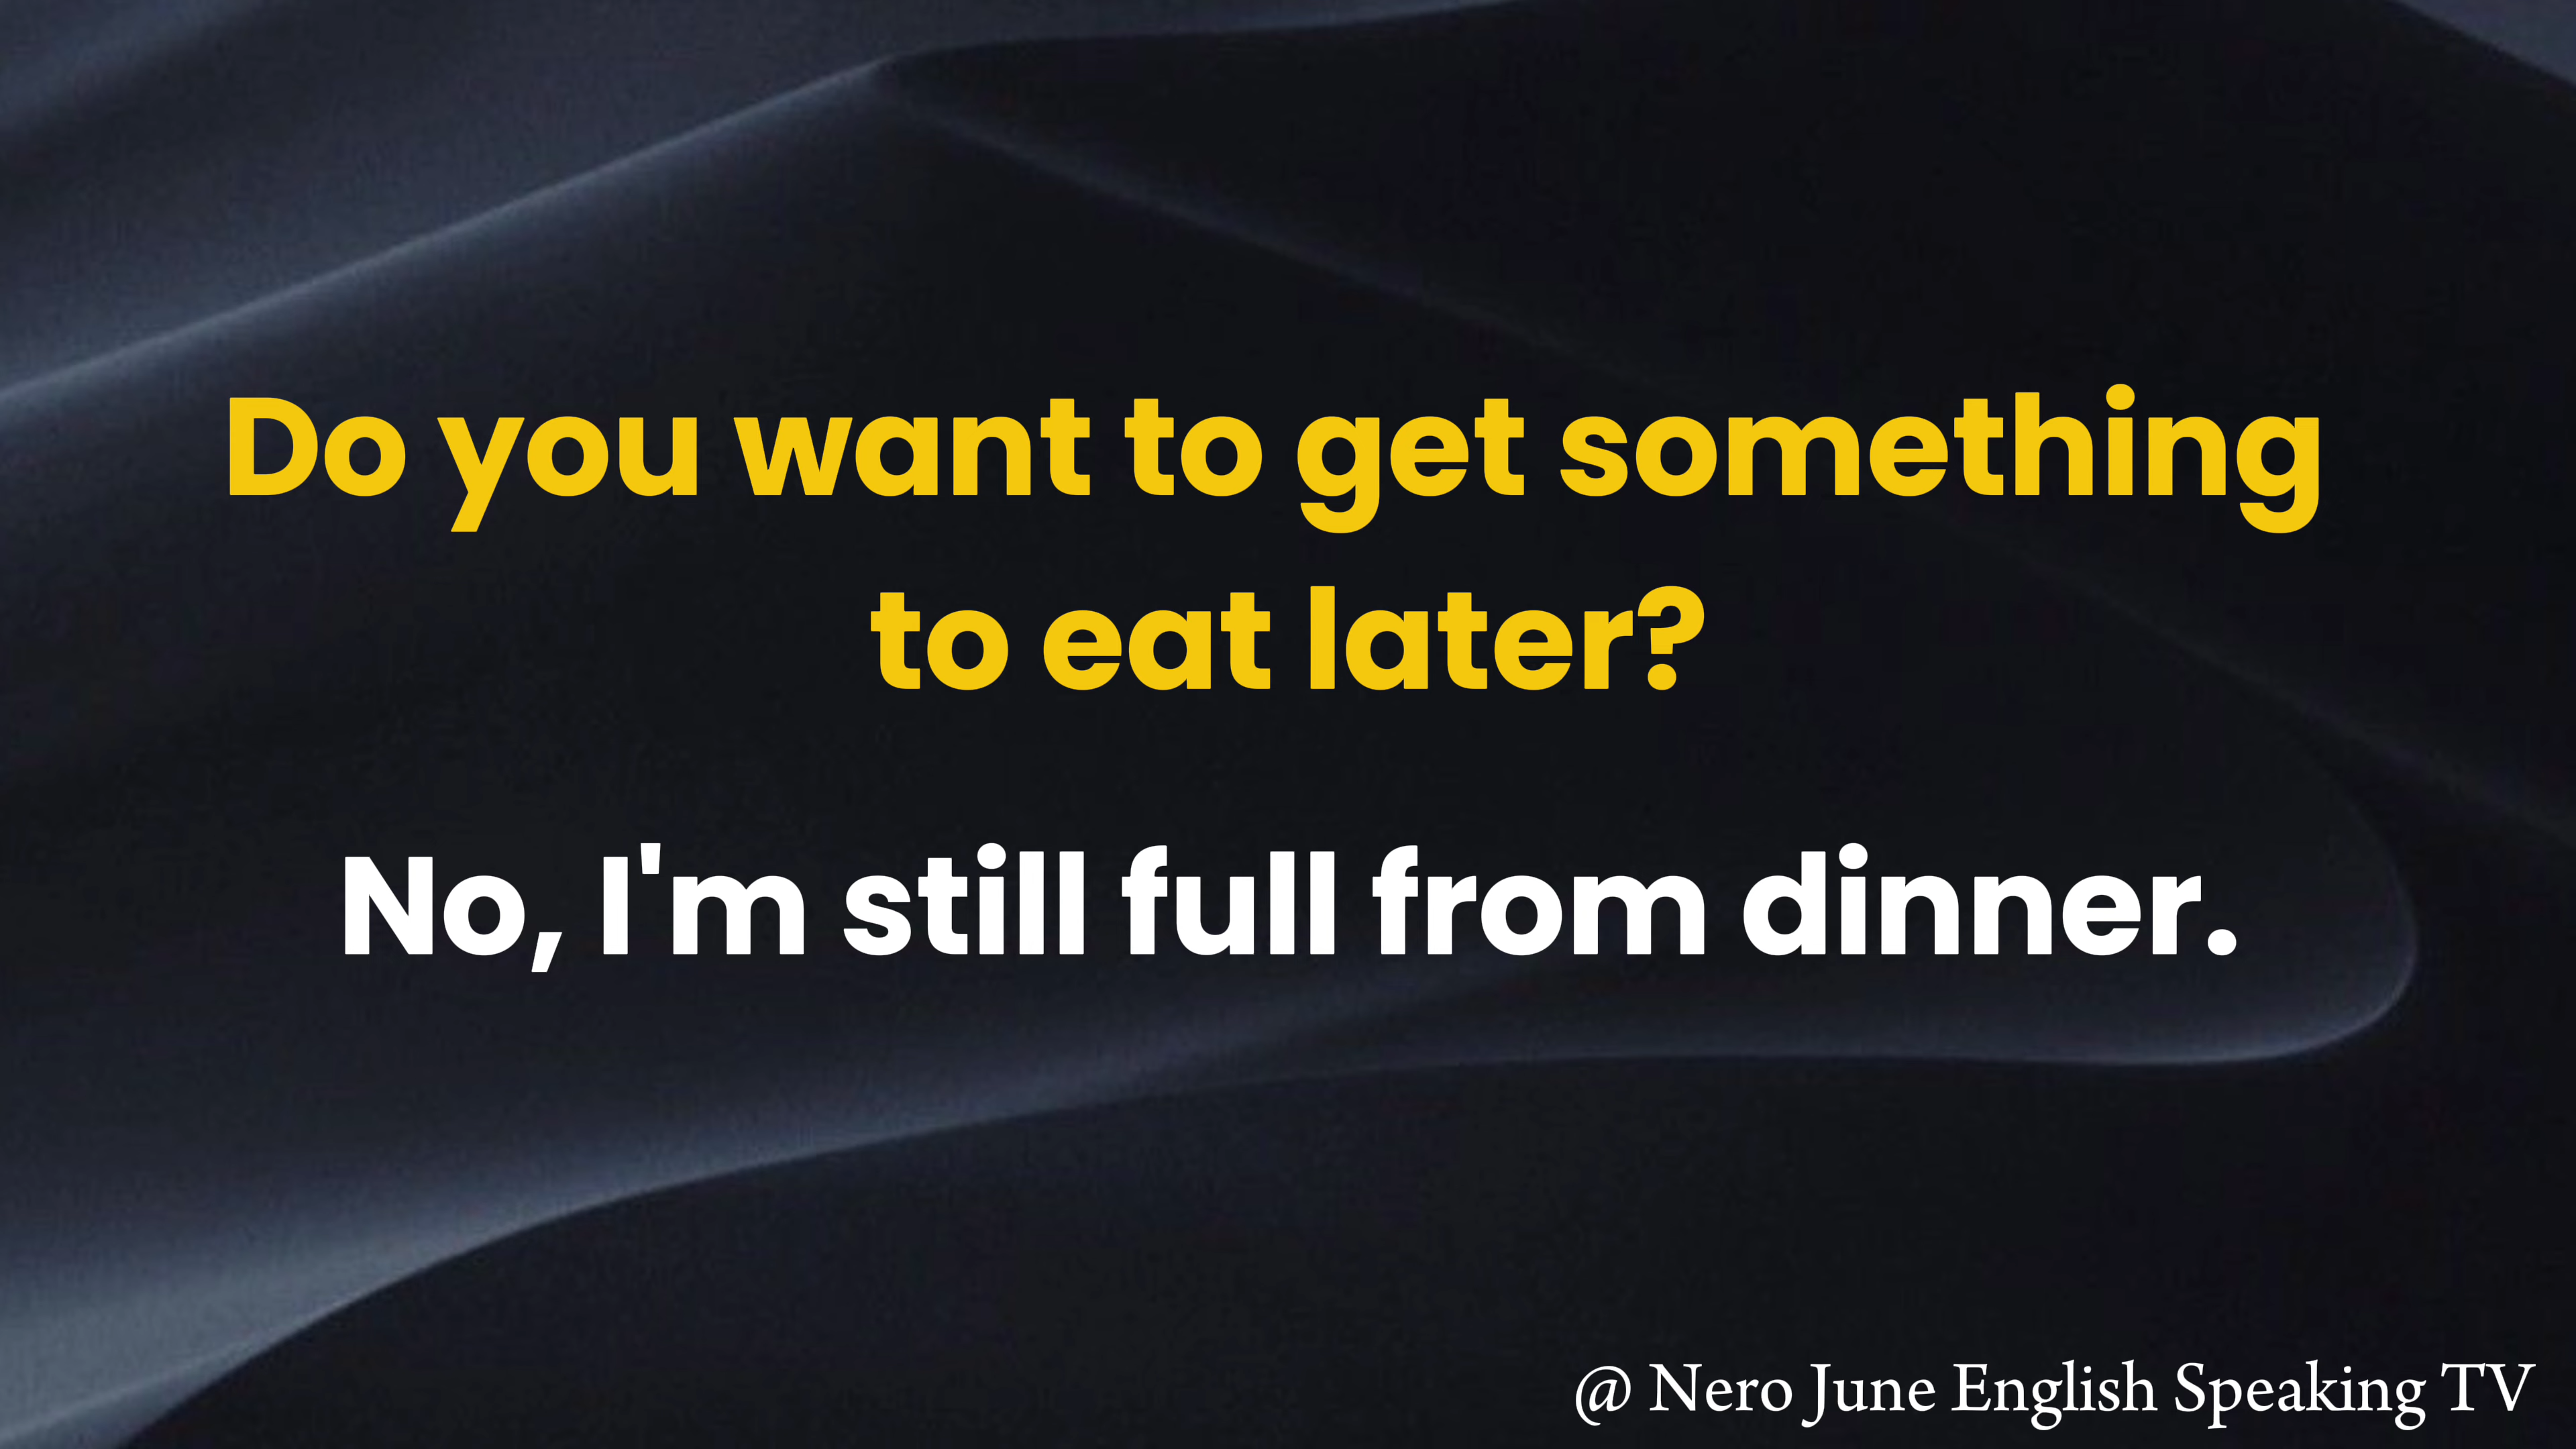 Do you want to get something
to eat later?
No, I'm still full from dinner.
@ Nero June English Speaking TV